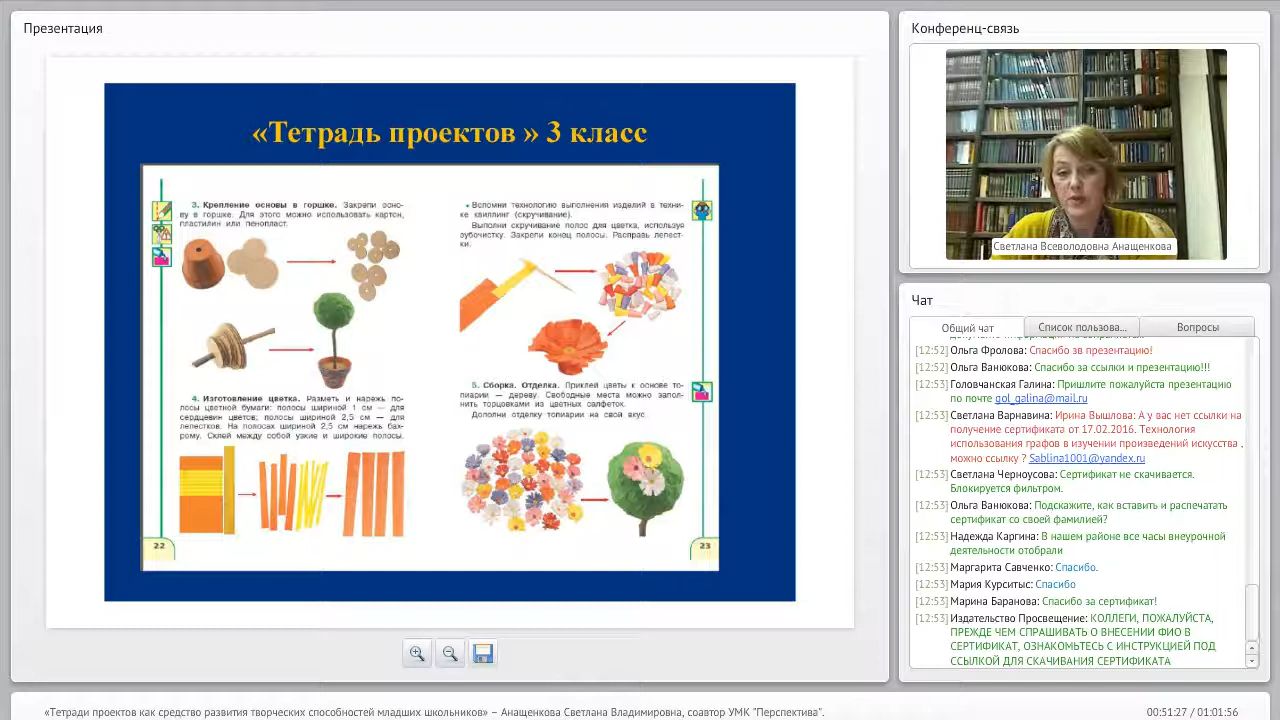 Презентация
«Тетрадь проектов » 3 класс
3. Крепление основы в горшке. Закрепи осно-
ву в горшке. Для этого можно использовать картон,
пластилин или пенопласт.
4. Изготовление цветка. Разметь и нарежь по-
лосы цветной бумаги: полосы шириной 1 см — для
сердцевин цветов; полосы шириной 2,5 см — для
лепестков. На полосах шириной 2,5 см нарежь бах-
рому. Склей между собой узкие и широкие полосы.
22
• Вспомни технологию выполнения изделий в техни-
ке квиллинг (скручивание).
Выполни скручивание полос для цветка, используя
зубочистку. Закрепи конец полосы. Расправь лепест-
ки.
5. Сборка. Отделка. Приклей цветы к основе то-
пиарии — дереву. Свободные места можно запол-
нить торцовками из цветных салфеток.
Дополни отделку топиария на свой вкус.
23
Конференц-связь
Светлана Всеволодовна Анащенкова
Чат
Общий чат
Список пользова...
Вопросы
[12:52] Ольга Фролова: Спасибо зв презентацию!
[12:52] Ольга Ванюкова: Спасибо за ссылки и презентацию!!!
[12:53] Головчанская Галина: Пришлите пожалуйста презентацию
по почте gol_galina@mail.ru
[12:53] Светлана Варнавина: Ирина Вышлова: А у вас нет ссылки на
получение сертификата от 17.02.2016. Технология
использования графов в изучении произведений искусства .
можно ссылку ? Sablina1001@yandex.ru
[12:53] Светлана Черноусова: Сертификат не скачивается.
Блокируется фильтром.
[12:53] Ольга Ванюкова: Подскажите, как вставить и распечатать
сертификат со своей фамилией?
[12:53] Надежда Каргина: В нашем районе все часы внеурочной
деятельности отобрали
[12:53] Маргарита Савченко: Спасибо.
[12:53] Мария Курситыс: Спасибо
[12:53] Марина Баранова: Спасибо за сертификат!
[12:53] Издательство Просвещение: КОЛЛЕГИ, ПОЖАЛУЙСТА,
ПРЕЖДЕ ЧЕМ СПРАШИВАТЬ О ВНЕСЕНИИ ФИО В
СЕРТИФИКАТ, ОЗНАКОМЬТЕСЬ С ИНСТРУКЦИЕЙ ПОД
ССЫЛКОЙ ДЛЯ СКАЧИВАНИЯ СЕРТИФИКАТА
«Тетради проектов как средство развития творческих способностей младших школьников» – Анащенкова Светлана Владимировна, соавтор УМК "Перспектива".
00:51:27 / 01:01:56